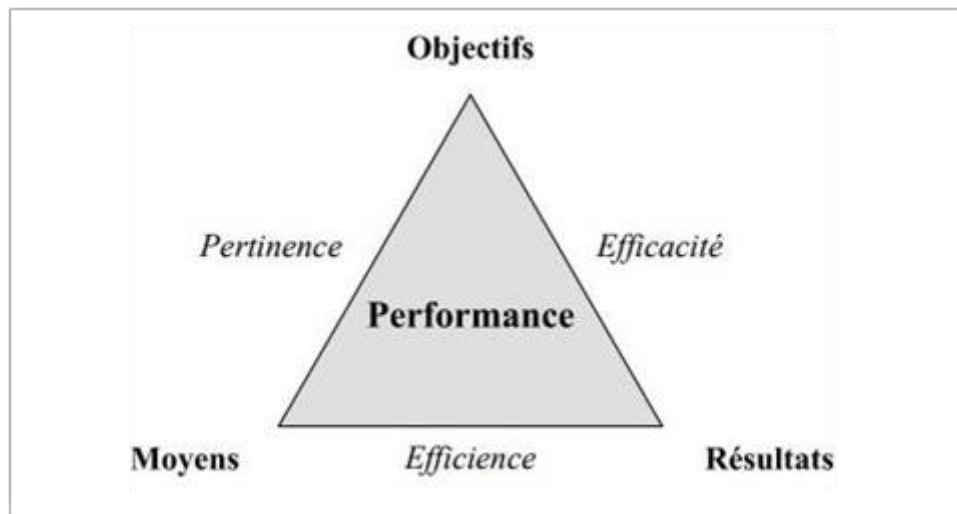 Objectifs
Pertinence
Efficacité
Performance
Moyens
Efficience
Résultats